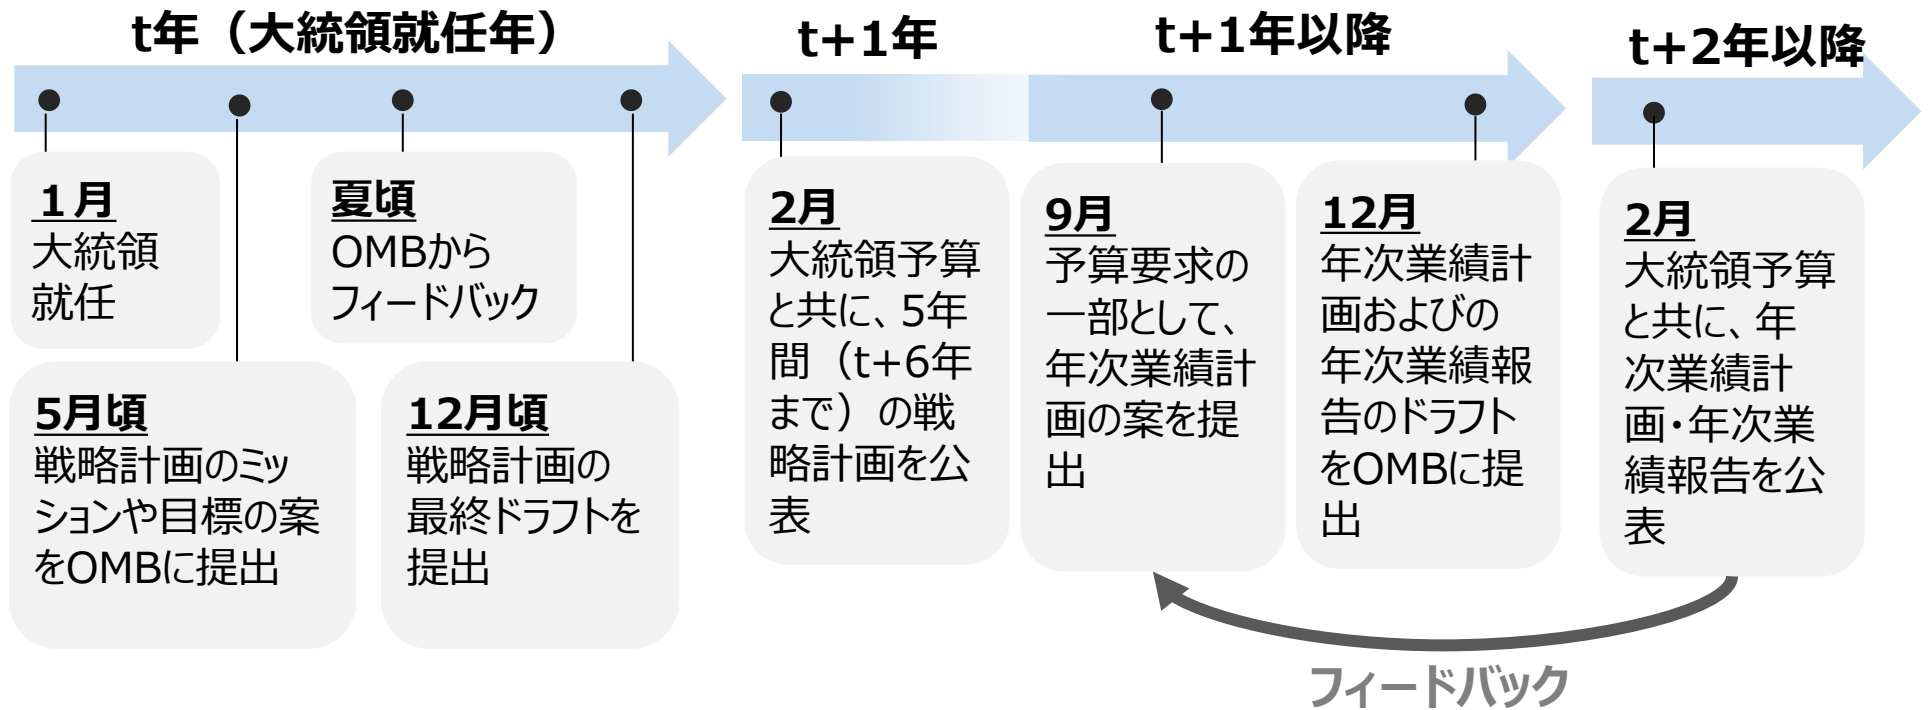 t年（大統領就任年）
t+1年
t+1年以降
t+2年以降
１月
大統領
就任
5月頃
戦略計画のミッ
ションや目標の案
をOMBに提出
夏頃
OMBから
フィードバック
12月頃
戦略計画の
最終ドラフトを
提出
2月
大統領予算
と共に、5年
間（t+6年
まで）の戦
略計画を公
表
9月
予算要求の
一部として、
年次業績計
画の案を提
出
12月
年次業績計
画およびの
年次業績報
告のドラフト
をOMBに提
出
2月
大統領予算
と共に、年
次業績計
画・年次業
績報告を公
表
フィードバック